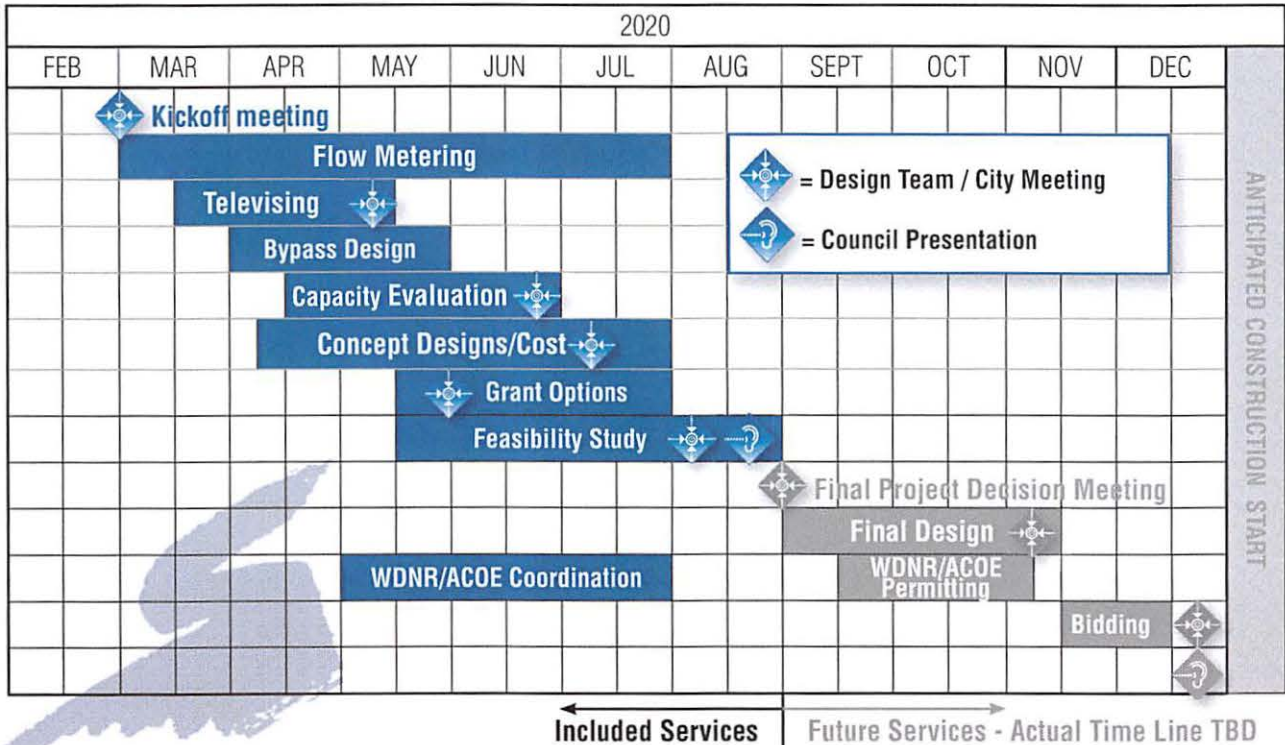 2020
FEB MAR APR MAY JUN JUL AUG SEPT OCT NOV DEC
Kickoff meeting
Flow Metering
= Design Team / City Meeting
Televising
= Council Presentation
Bypass Design
Capacity Evaluation
Concept Designs/Cost
Grant Options
Feasibility Study
Final Project Decision Meeting
Final Design
WDNR/ACOE Coordination
WDNR/ACOE
Permitting
Bidding
ANTICIPATED CONSTRUCTION START
Included Services
Future Services - Actual Time Line TBD